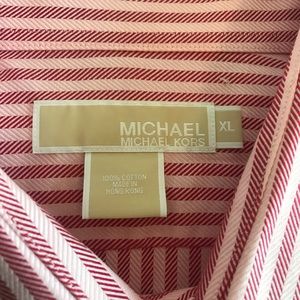 MICHAEL
MICHAEL KORS
XL
100% COTTON
MADE IN
HONG KONG